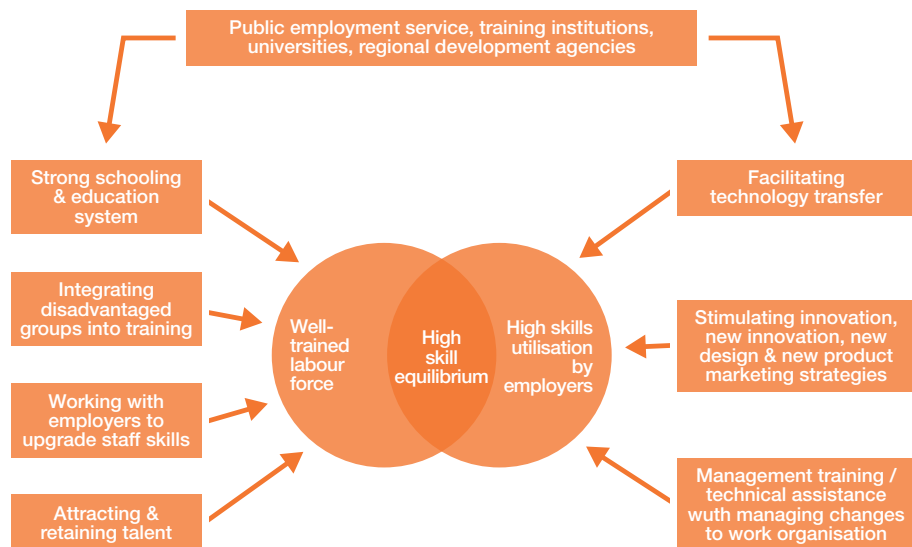 Public employment service, training institutions,
universities, regional development agencies
Strong schooling
& education
system
Integrating
disadvantaged
groups into training
Working with
employers to
upgrade staff skills
Attracting &
retaining talent
Well-
trained
labour
force
High
skill
equilibrium
High skills
utilisation
by
employers
Facilitating
technology transfer
Stimulating innovation,
new innovation, new
design & new product
marketing strategies
Management training /
technical assistance
wuth managing changes
to work organisation